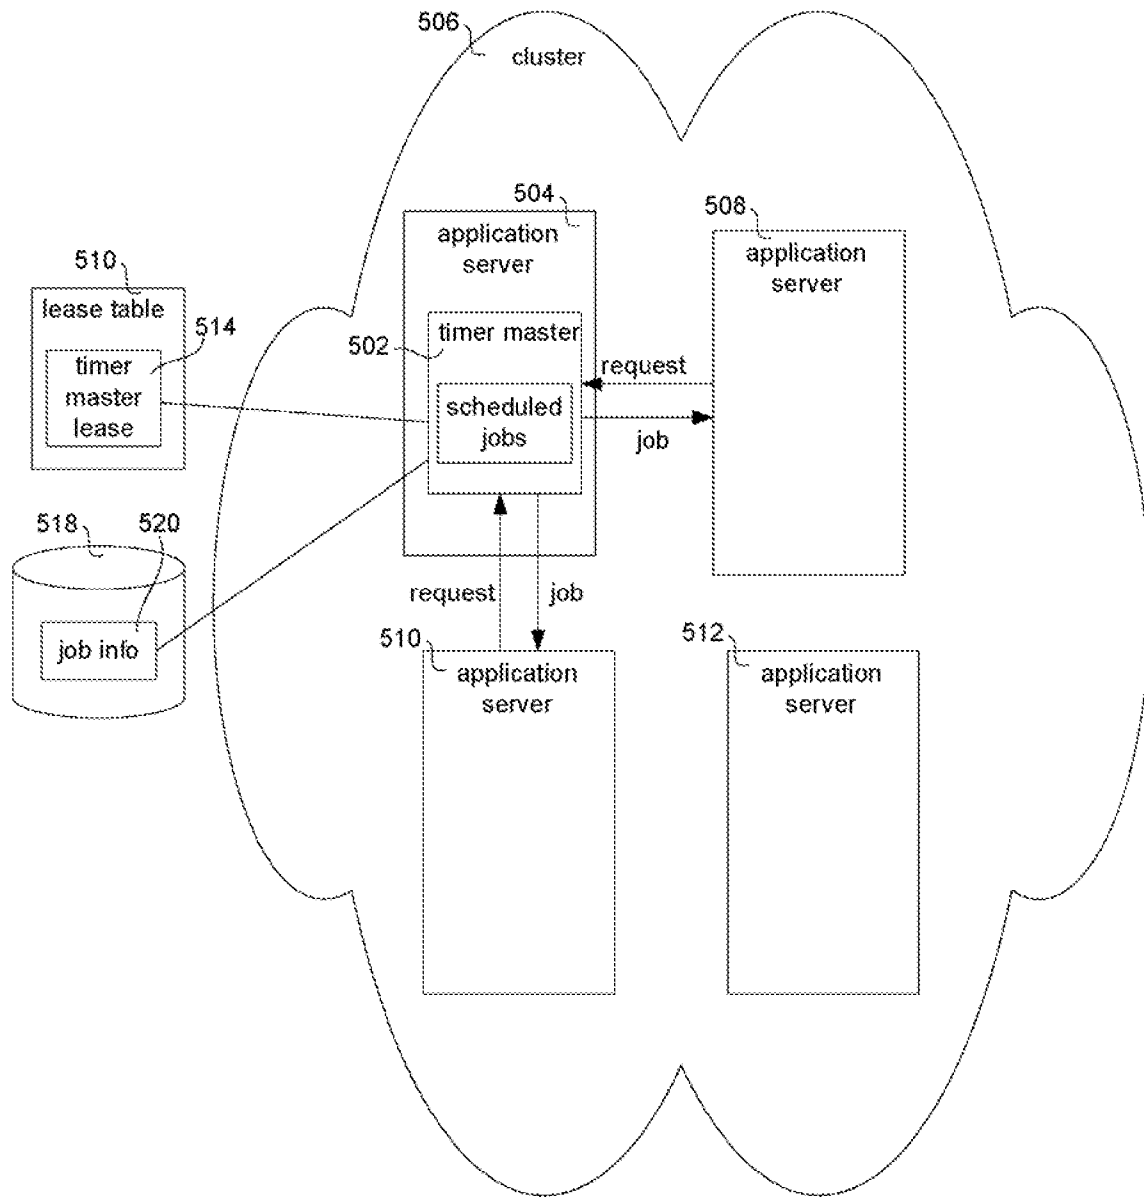 506
cluster
504
application
server
508
application
server
510
lease table
514
timer
master
lease
502
timer master
scheduled
jobs
request
job
518
520
job info
request
job
510
application
server
512
application
server